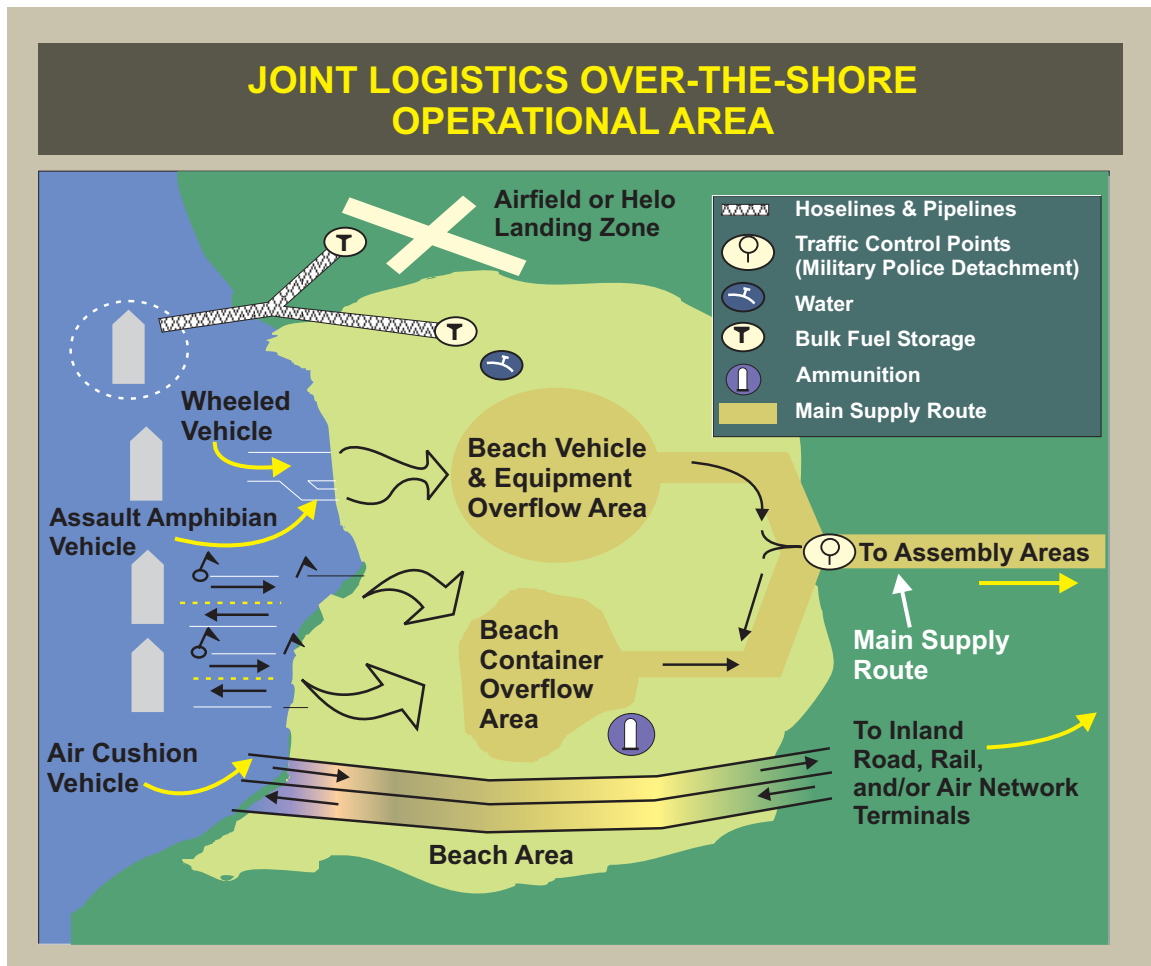 JOINT LOGISTICS OVER-THE-SHORE
OPERATIONAL AREA
Airfield or Helo
Landing Zone
Hoselines & Pipelines
Traffic Control Points
(Military Police Detachment)
Water
Bulk Fuel Storage
Ammunition
Main Supply Route
Wheeled
Vehicle
Beach Vehicle
& Equipment
Overflow Area
Assault Amphibian
Vehicle
To Assembly Areas
Beach
Container
Overflow
Area
Main Supply
Route
Air Cushion
Vehicle
To Inland
Road, Rail,
and/or Air Network
Terminals
Beach Area